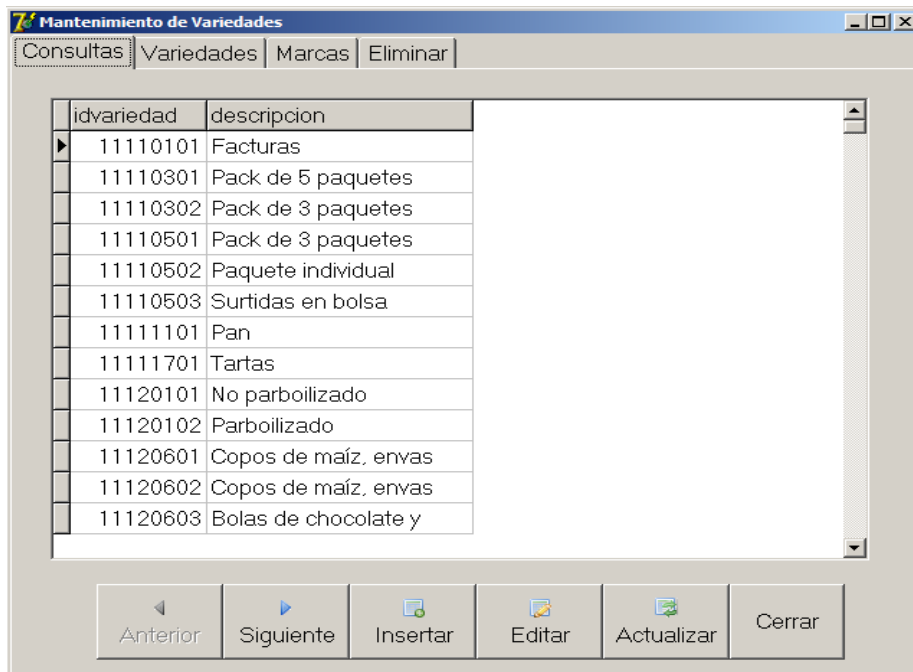 Mantenimiento de Variedades
Consultas Variedades Marcas Eliminar
idvariedad descripcion
11110101 Facturas
11110301 Pack de 5 paquetes
11110302 Pack de 3 paquetes
11110501 Pack de 3 paquetes
11110502 Paquete individual
11110503 Surtidas en bolsa
11111101 Pan
11111701 Tartas
11120101 No parboilizado
11120102 Parboilizado
11120601 Copos de maíz, envas
11120602 Copos de maíz, envas
11120603 Bolas de chocolate y
Anterior Siguiente Insertar Editar Actualizar Cerrar